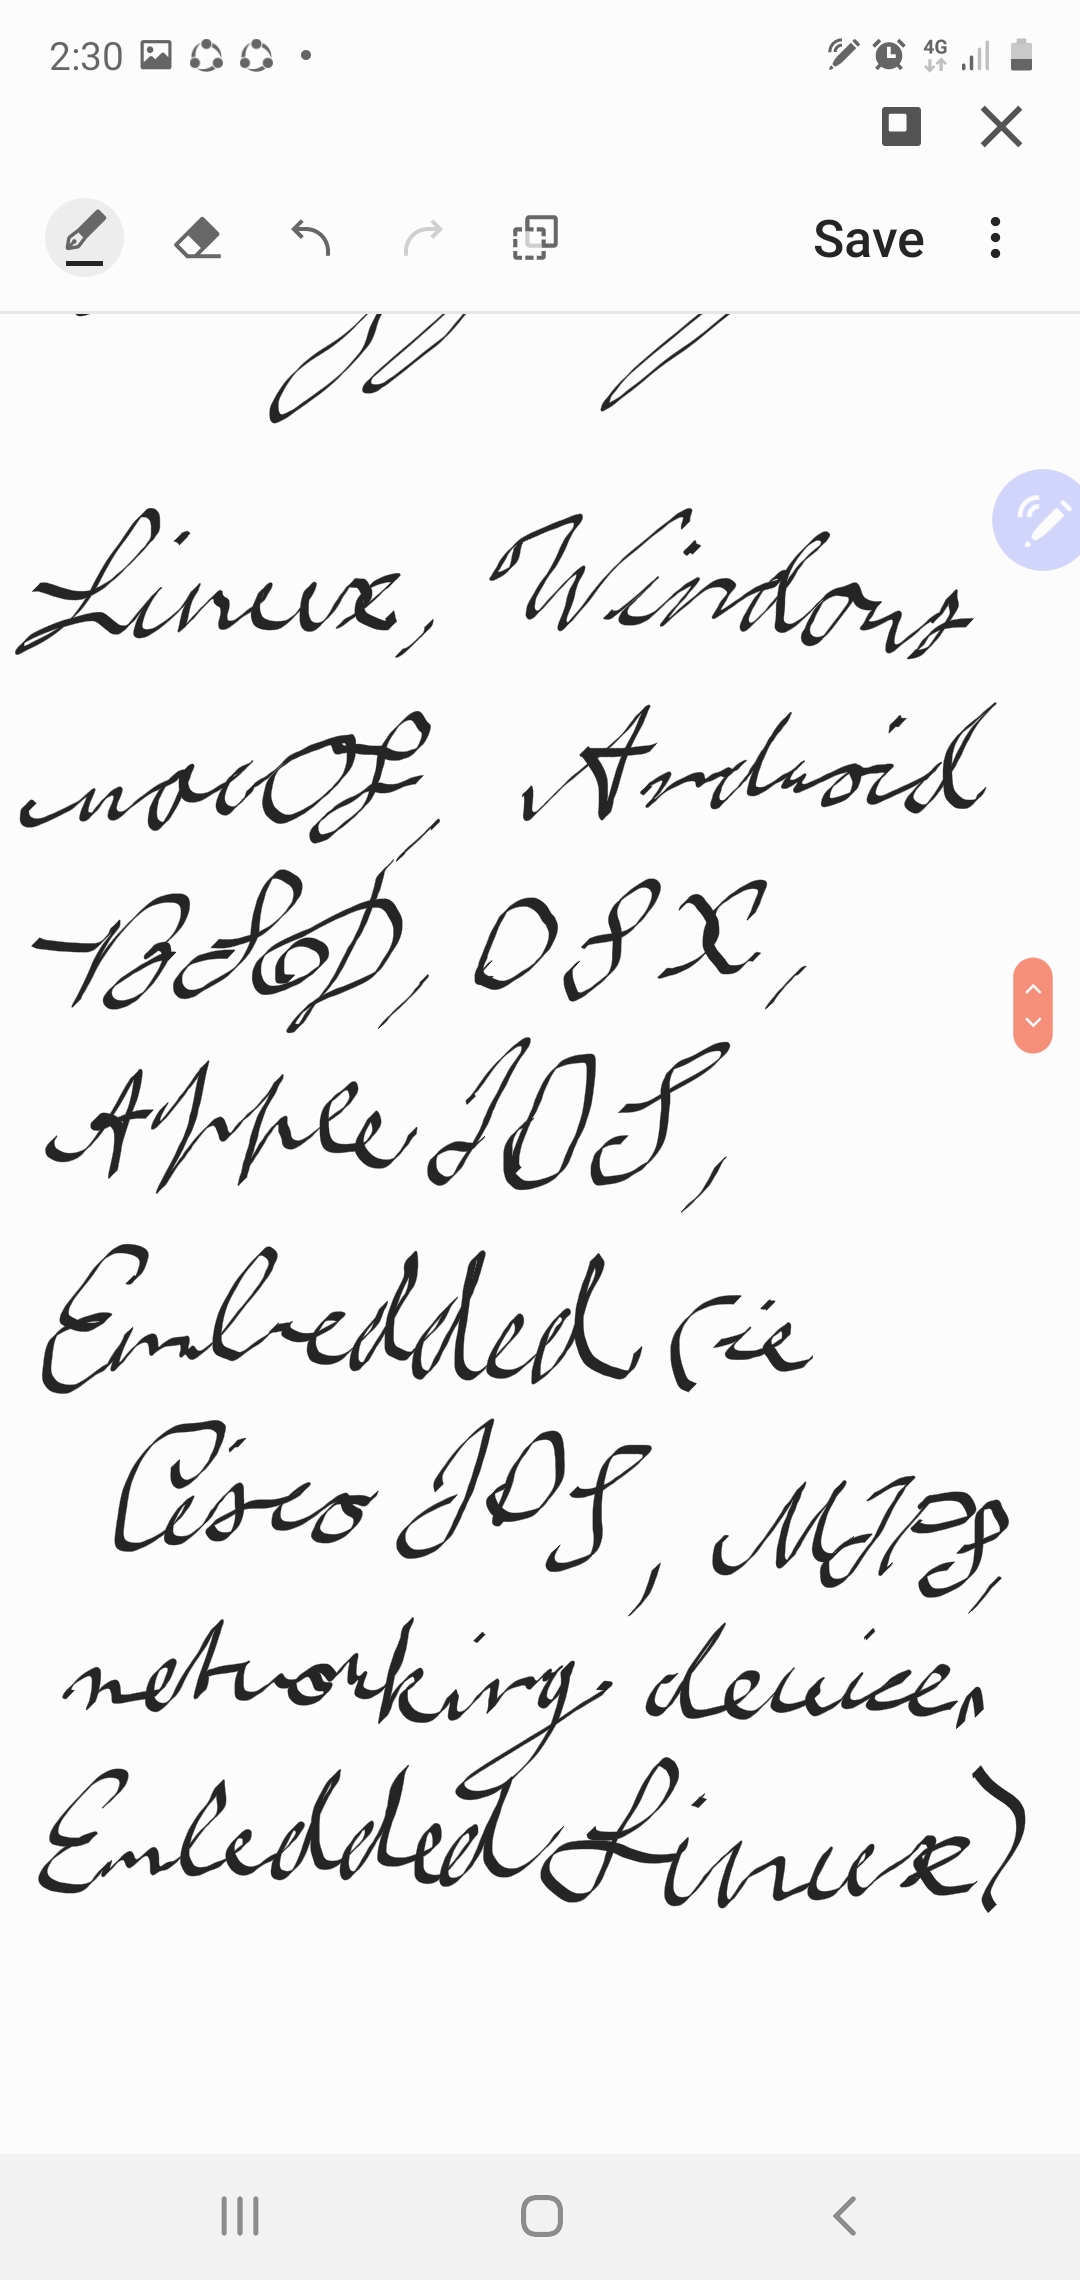 2:30
4G
Save
Linux, Windows
macOS, Android
BSD, OSX,
Apple IOS,
Embedded (ie
Cisco IOS, MIPS,
networking devices,
Embedded Linux)